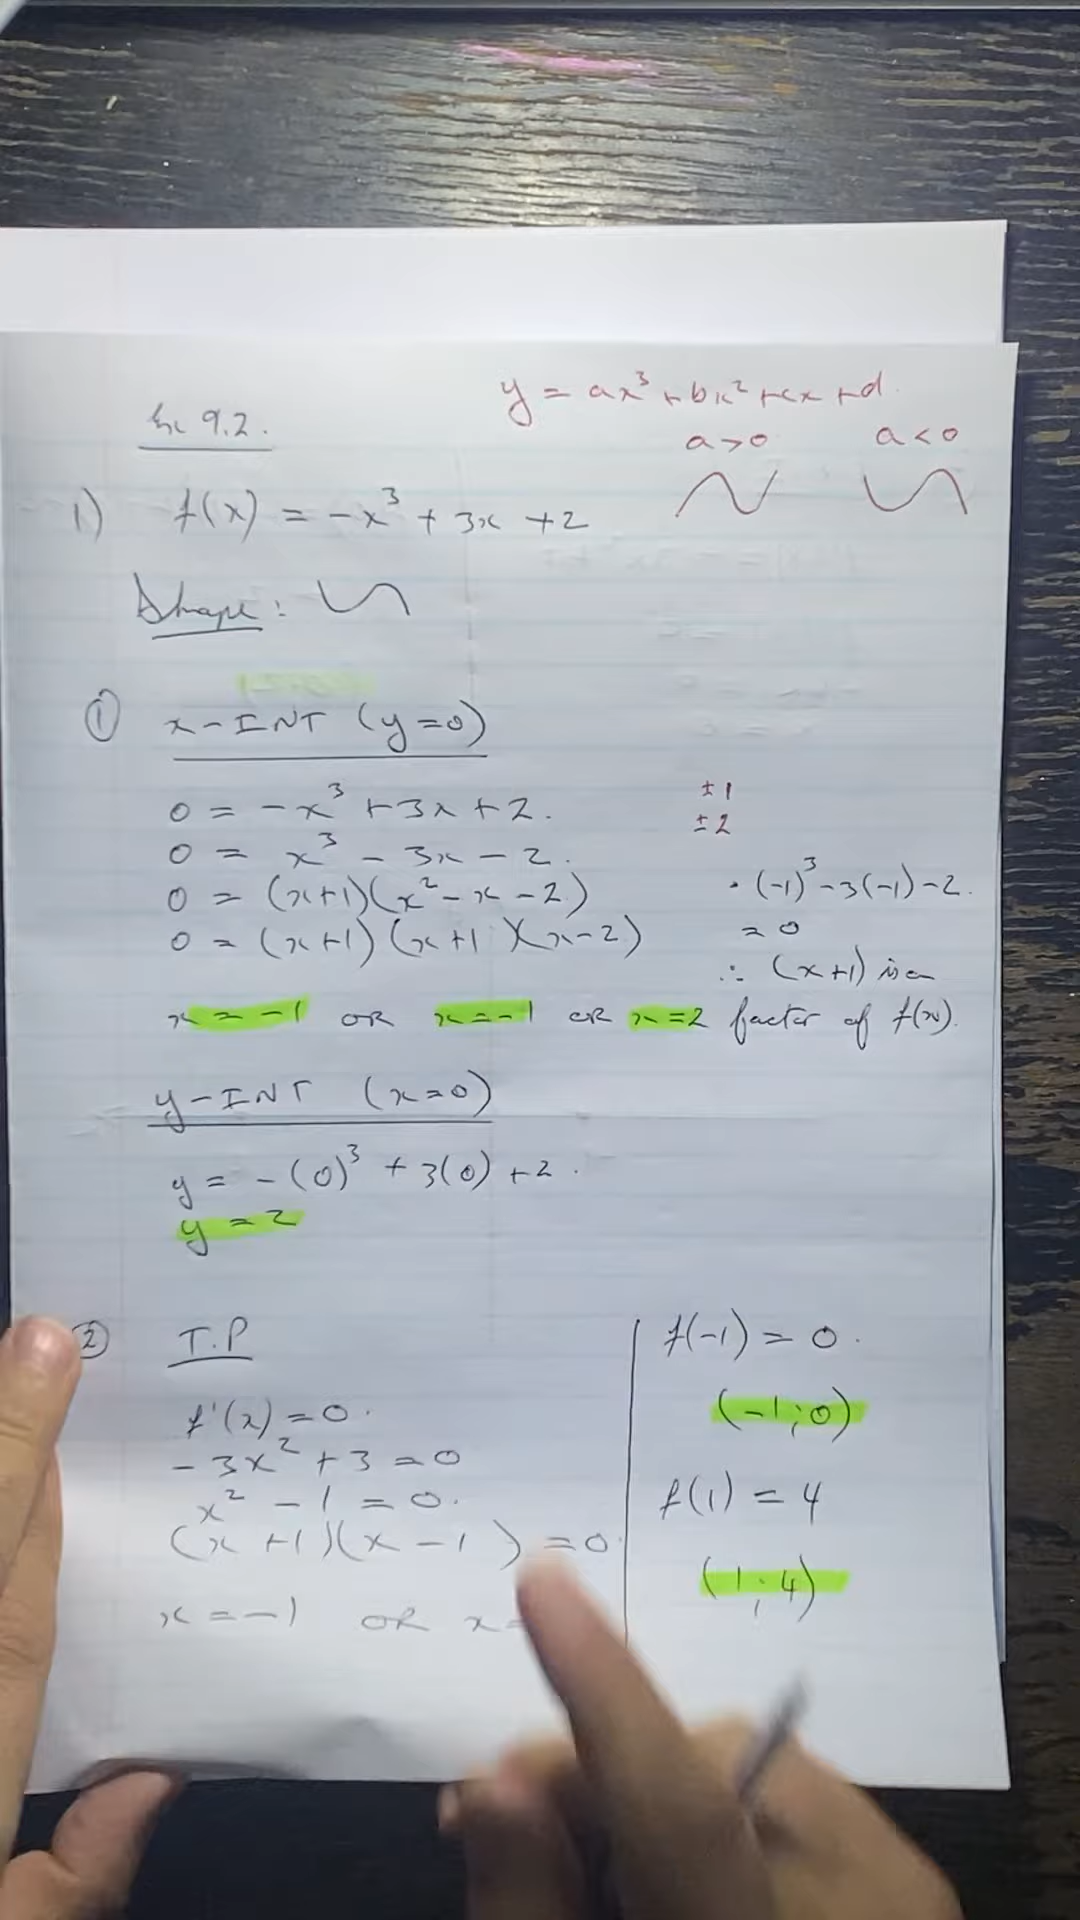 Ex 9.2.
y = ax³ + bx² + cx + d.
a > 0 a < 0
1) f(x) = -x³ + 3x + 2
Shape:
① x-INT (y=0)
0 = -x³ + 3x + 2.
0 = x³ - 3x - 2.
0 = (x+1)(x² - x - 2)
0 = (x+1)(x+1)(x-2)
x = -1 OR x = -1 OR x = 2
± 1
± 2
· (-1)³ - 3(-1) - 2.
= 0
∴ (x+1) is a
factor of f(x).
y-INT (x=0)
y = -(0)³ + 3(0) + 2.
y = 2
② T.P
f'(x) = 0.
-3x² + 3 = 0
x² - 1 = 0.
(x+1)(x-1) = 0.
x = -1 OR x =
f(-1) = 0.
(-1;0)
f(1) = 4
(1;4)